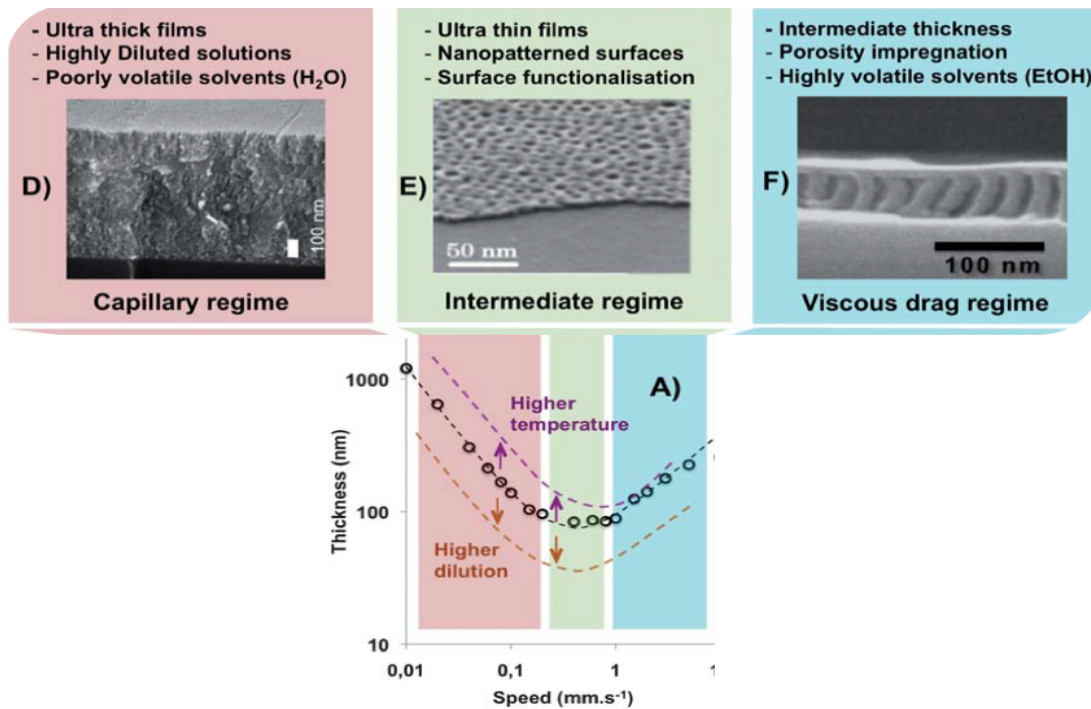 - Ultra thick films
- Highly Diluted solutions
- Poorly volatile solvents (H₂O)
D)
100 nm
Capillary regime
- Ultra thin films
- Nanopatterned surfaces
- Surface functionalisation
E)
50 nm
Intermediate regime
- Intermediate thickness
- Porosity impregnation
- Highly volatile solvents (EtOH)
F)
100 nm
Viscous drag regime
A)
Thickness (nm)
1000
100
10
Higher
temperature
Higher
dilution
0,01
0,1
1
1
Speed (mm.s⁻¹)